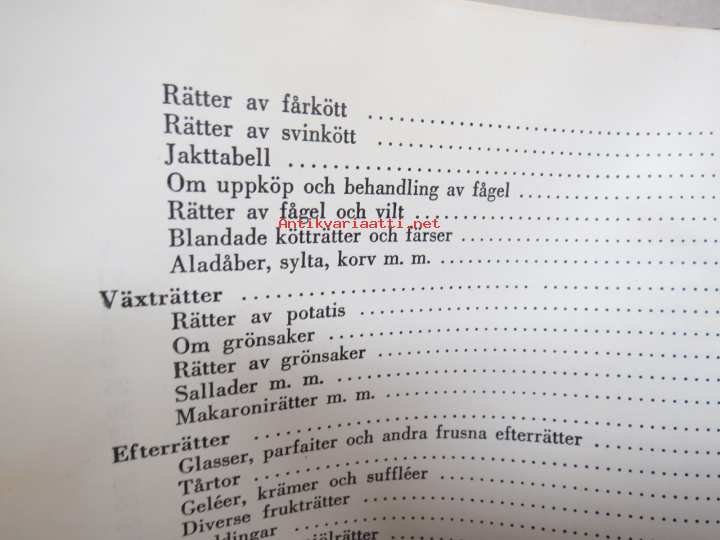 Rätter av fårkött
Rätter av svinkött
Jakttabell
Om uppköp och behandling av fågel
Rätter av fågel och vilt
Antikvariaatti.net
Blandade kötträtter och färser
Aladåber, sylta, korv m. m.
Växträtter
Rätter av potatis
Om grönsaker
Rätter av grönsaker
Sallader m. m.
Makaronirätter m. m.
Efterrätter
Glasser, parfaiter och andra frusna efterrätter
Tårtor
Geléer, krämer och suffléer
Diverse frukträtter